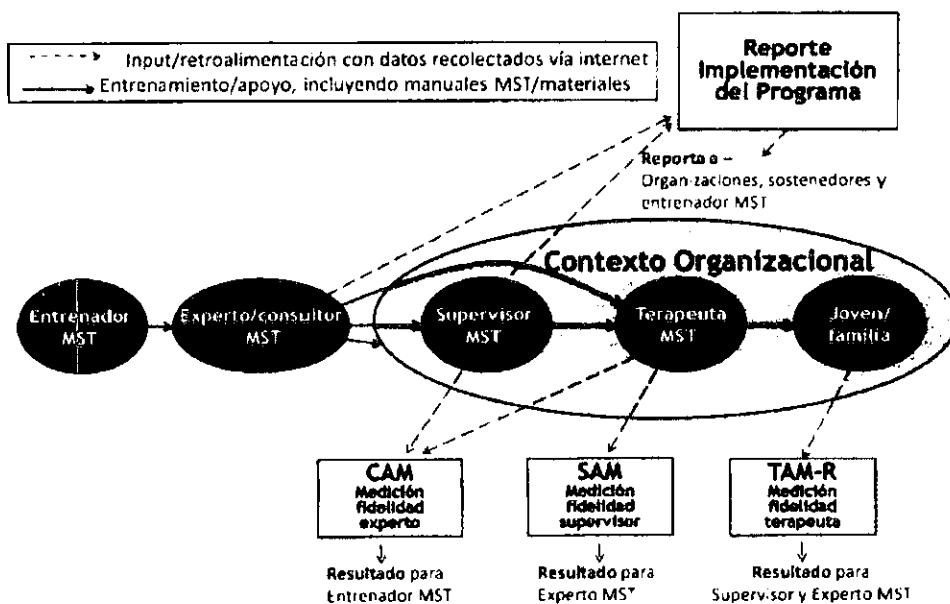 Input/retroalimentación con datos recolectados vía internet
Entrenamiento/apoyo, incluyendo manuales MST/materiales
Reporte
Implementación
del Programa
Reporto a –
Organizaciones, sostenedores y
entrenador MST
Contexto Organizacional
Entrenador
MST
Experto/consultor
MST
Supervisor
MST
Terapeuta
MST
Joven/
familia
CAM
Medición
fidelidad
experto
SAM
Medición
fidelidad
supervisor
TAM-R
Medición
fidelidad
terapeuta
Resultado para
Entrenador MST
Resultado para
Experto MST
Resultado para
Supervisor y Experto MST